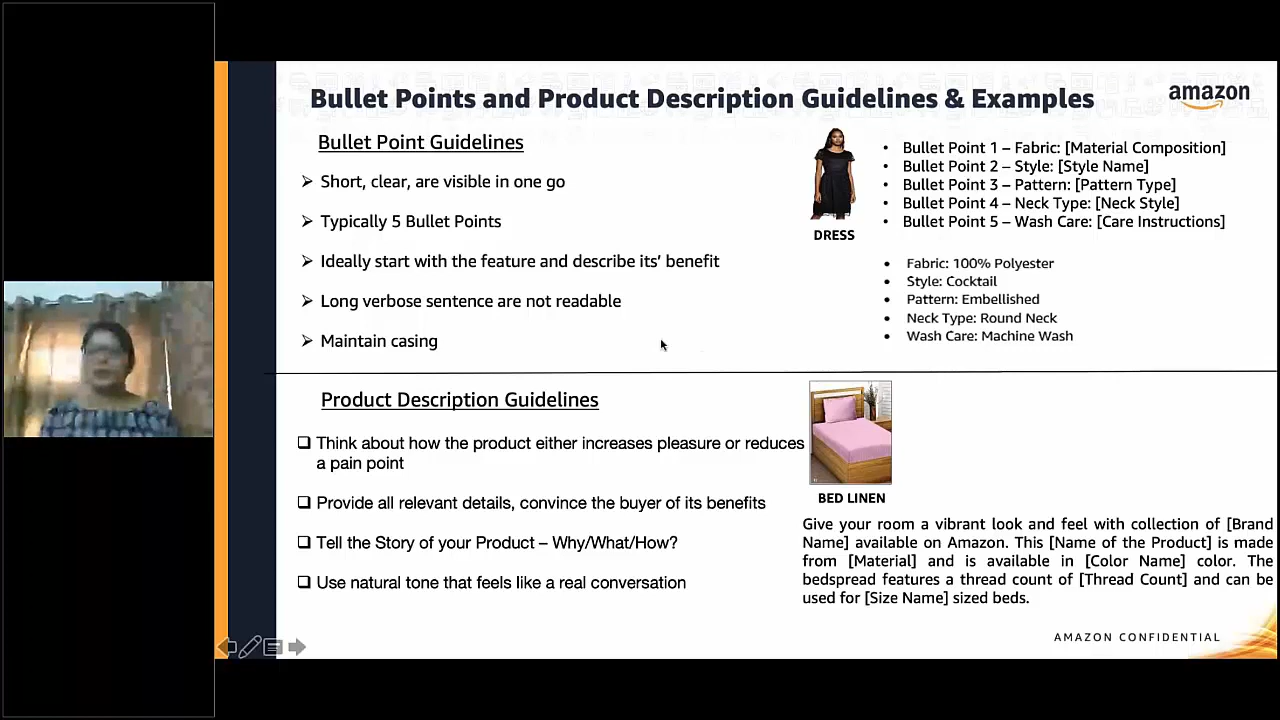 Bullet Points and Product Description Guidelines & Examples
amazon
Bullet Point Guidelines
Short, clear, are visible in one go
Typically 5 Bullet Points
Ideally start with the feature and describe its’ benefit
Long verbose sentence are not readable
Maintain casing
DRESS
• Bullet Point 1 – Fabric: [Material Composition]
• Bullet Point 2 – Style: [Style Name]
• Bullet Point 3 – Pattern: [Pattern Type]
• Bullet Point 4 – Neck Type: [Neck Style]
• Bullet Point 5 – Wash Care: [Care Instructions]
• Fabric: 100% Polyester
• Style: Cocktail
• Pattern: Embellished
• Neck Type: Round Neck
• Wash Care: Machine Wash
Product Description Guidelines
Think about how the product either increases pleasure or reduces
a pain point
Provide all relevant details, convince the buyer of its benefits
Tell the Story of your Product – Why/What/How?
Use natural tone that feels like a real conversation
BED LINEN
Give your room a vibrant look and feel with collection of [Brand
Name] available on Amazon. This [Name of the Product] is made
from [Material] and is available in [Color Name] color. The
bedspread features a thread count of [Thread Count] and can be
used for [Size Name] sized beds.
AMAZON CONFIDENTIAL